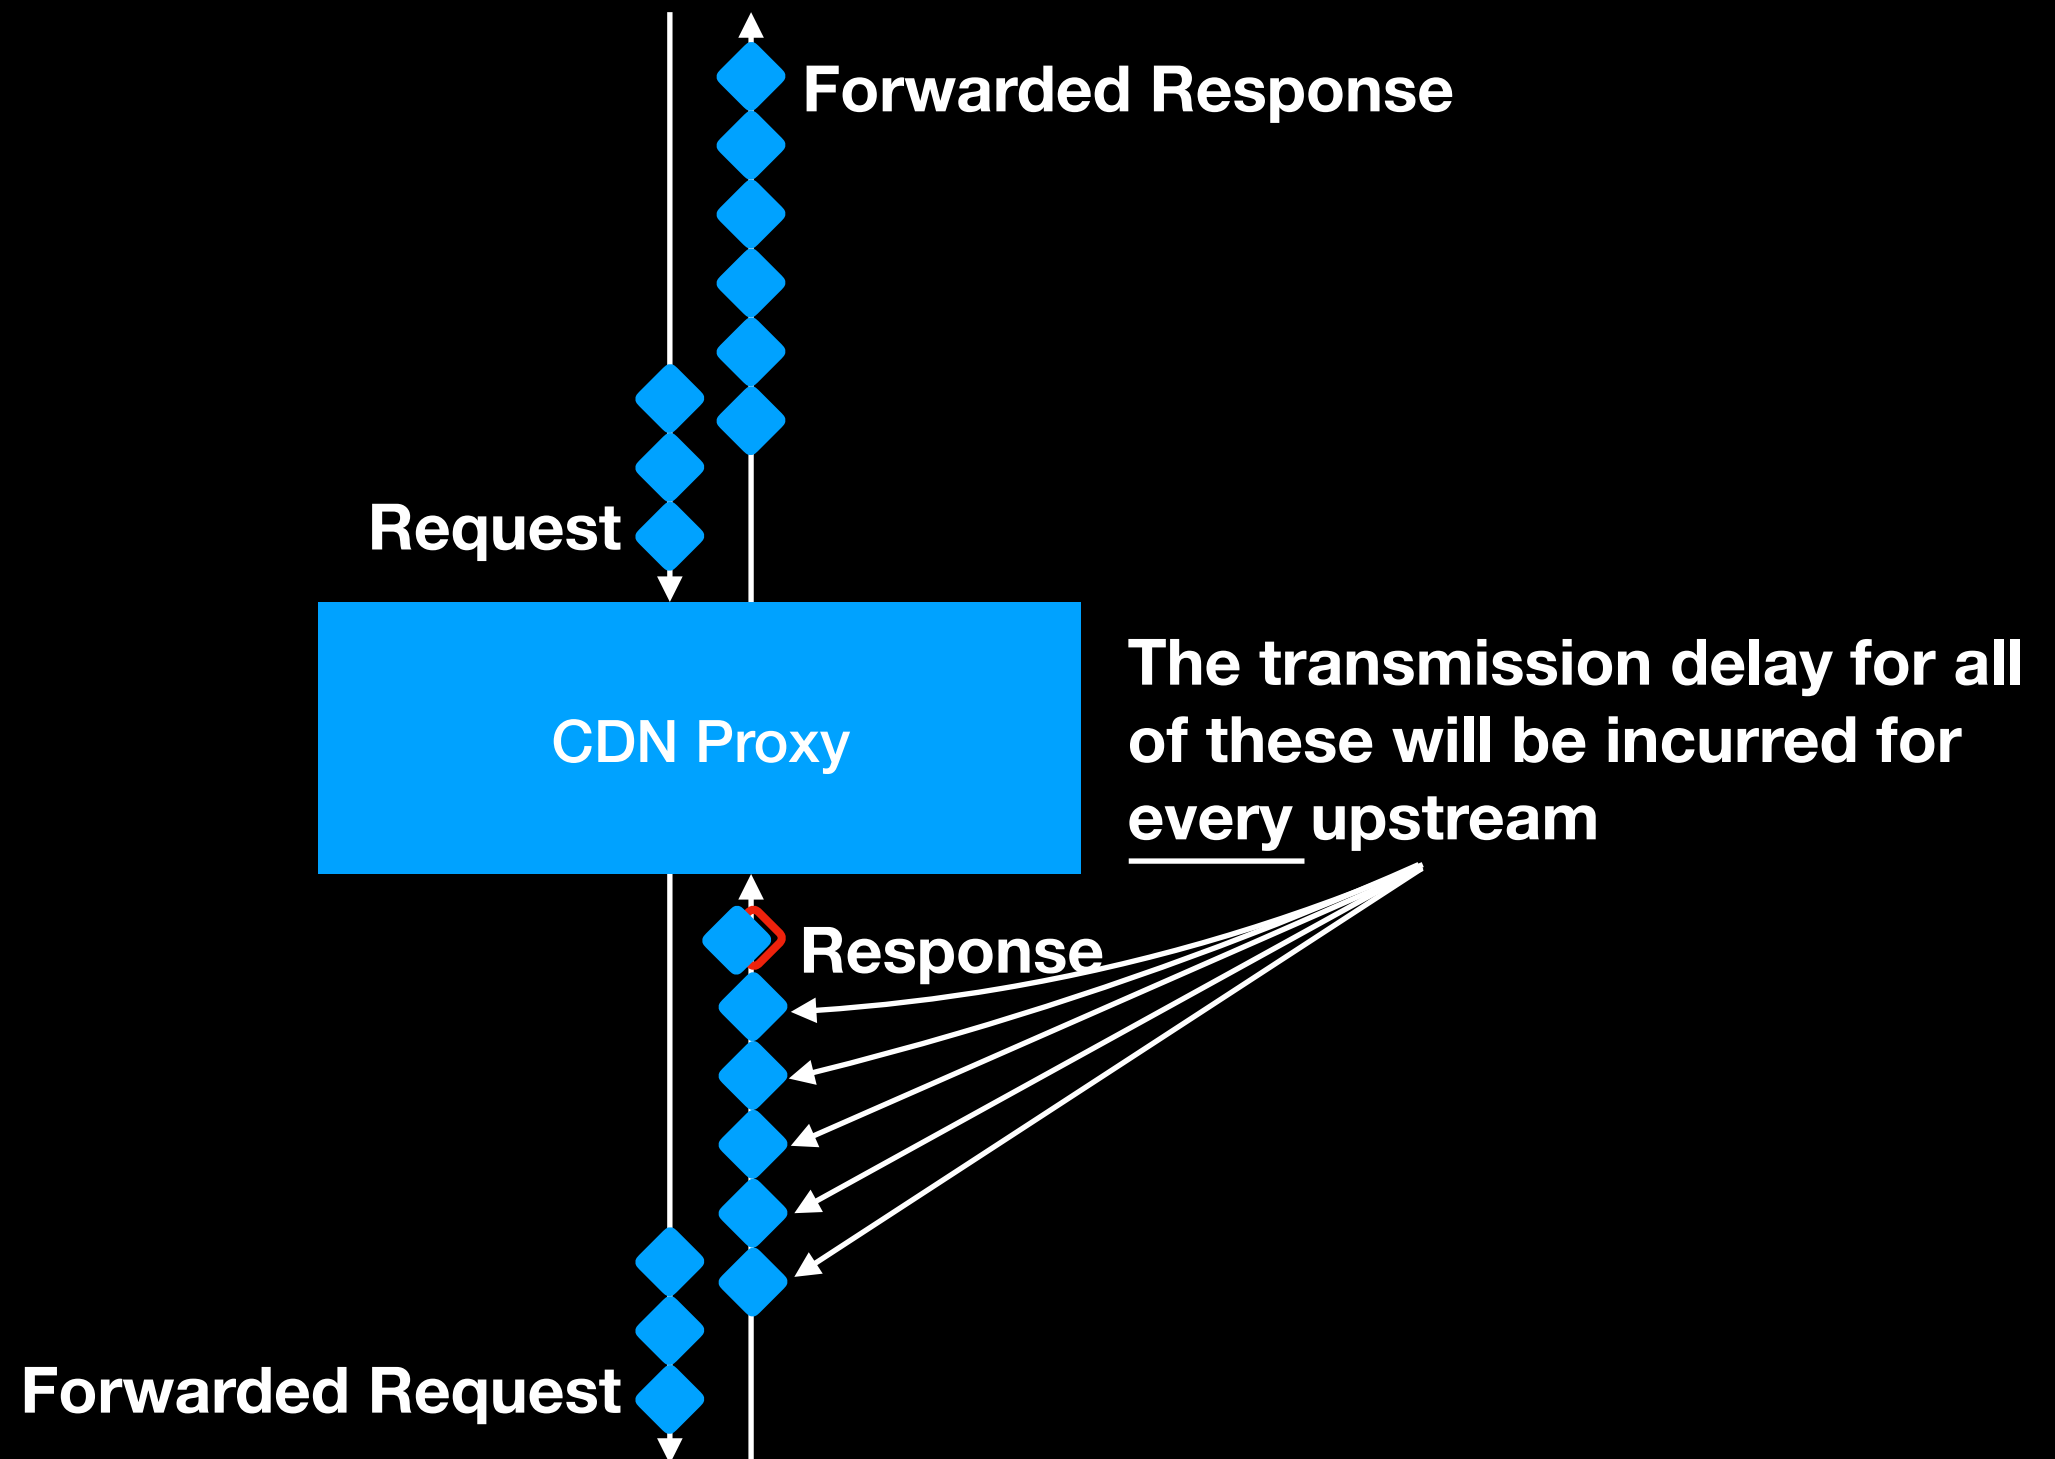 Forwarded Response
Request
CDN Proxy
The transmission delay for all
of these will be incurred for
every upstream
Response
Forwarded Request